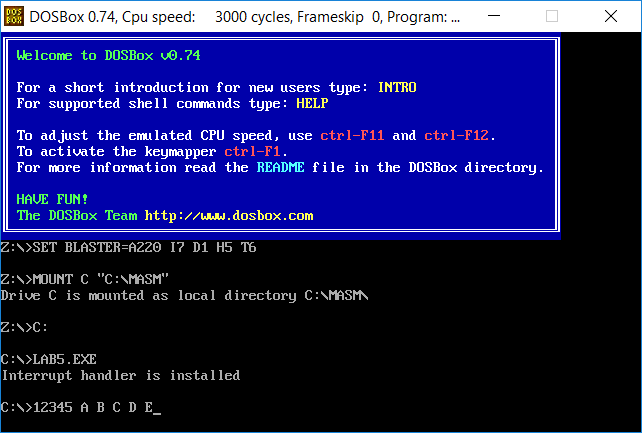 DOSBox 0.74, Cpu speed: 3000 cycles, Frameskip 0, Program: ...
Welcome to DOSBox v0.74
For a short introduction for new users type: INTRO
For supported shell commands type: HELP
To adjust the emulated CPU speed, use ctrl-F11 and ctrl-F12.
To activate the keymapper ctrl-F1.
For more information read the README file in the DOSBox directory.
HAVE FUN!
The DOSBox Team http://www.dosbox.com
Z:\>SET BLASTER=A220 I7 D1 H5 T6
Z:\>MOUNT C "C:\MASM"
Drive C is mounted as local directory C:\MASM\
Z:\>C:
C:\>LAB5.EXE
Interrupt handler is installed
C:\>12345 A B C D E_